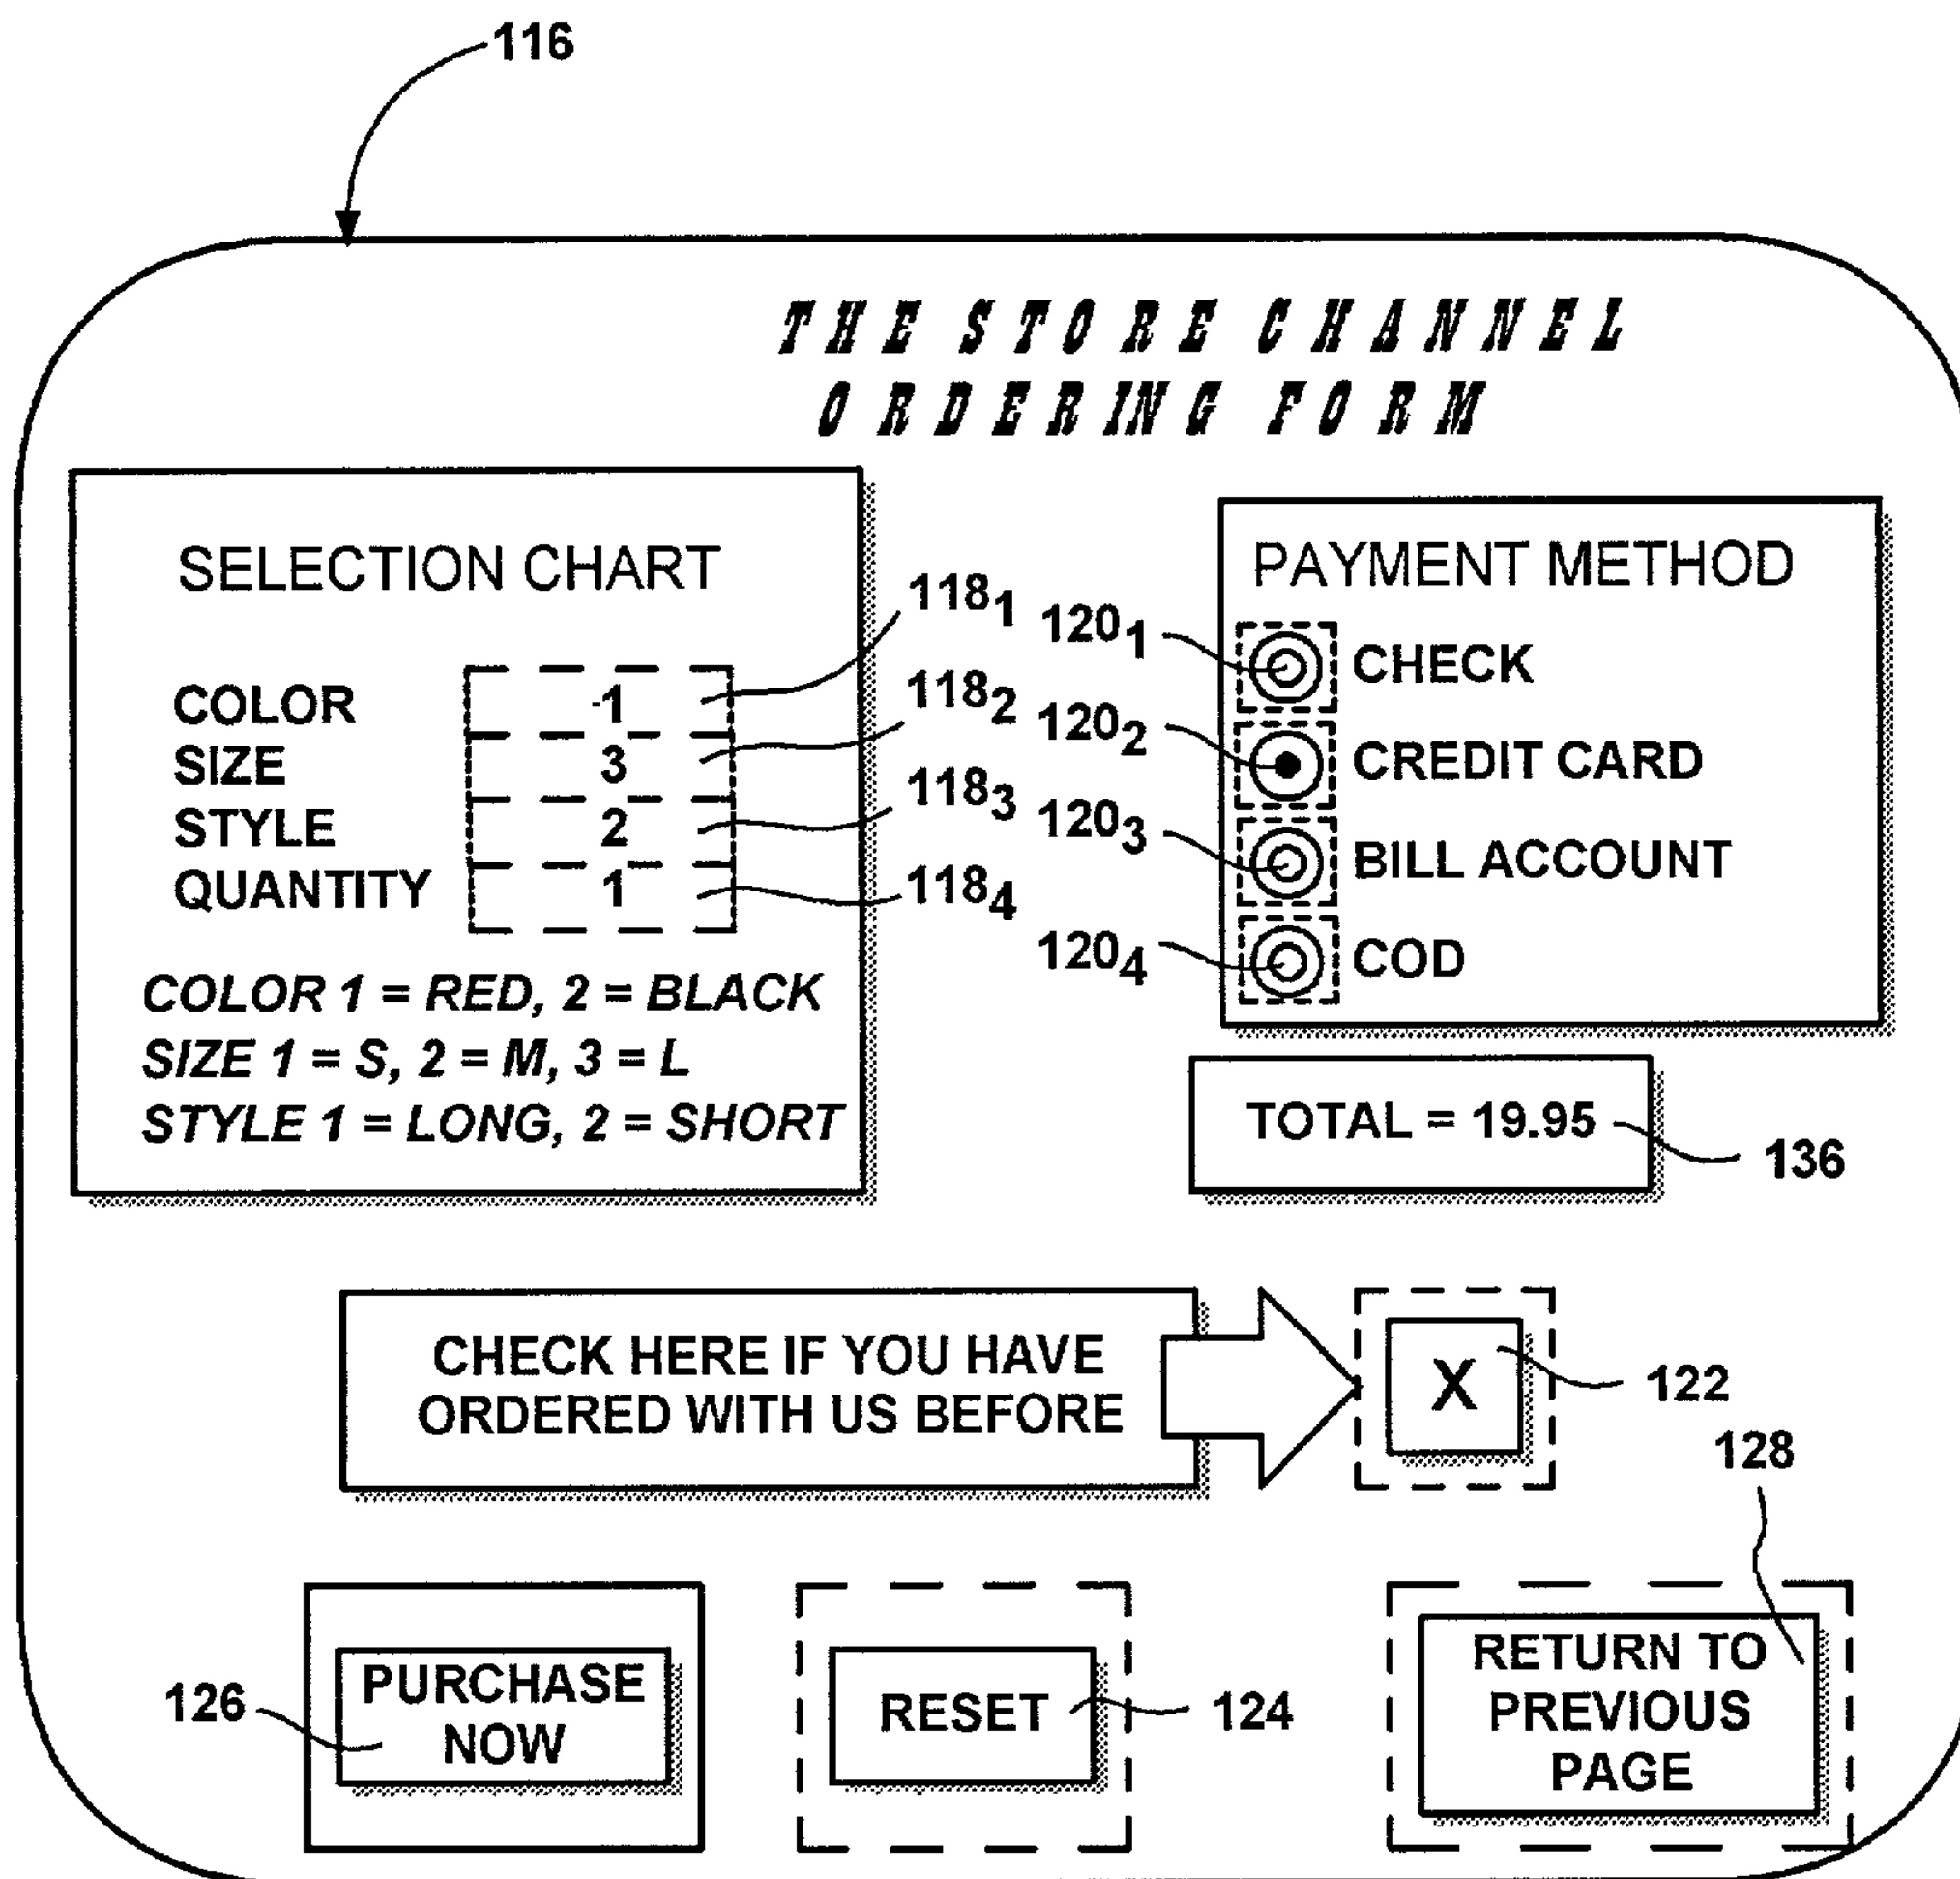 116
THE STORE CHANNEL
ORDERING FORM
SELECTION CHART
COLOR 1 118₁
SIZE 3 118₂
STYLE 2 118₃
QUANTITY 1 118₄
COLOR 1 = RED, 2 = BLACK
SIZE 1 = S, 2 = M, 3 = L
STYLE 1 = LONG, 2 = SHORT
PAYMENT METHOD
120₁ CHECK
120₂ CREDIT CARD
120₃ BILL ACCOUNT
120₄ COD
TOTAL = 19.95 136
CHECK HERE IF YOU HAVE
ORDERED WITH US BEFORE
X 122
128
126 PURCHASE
NOW
RESET 124
RETURN TO
PREVIOUS
PAGE